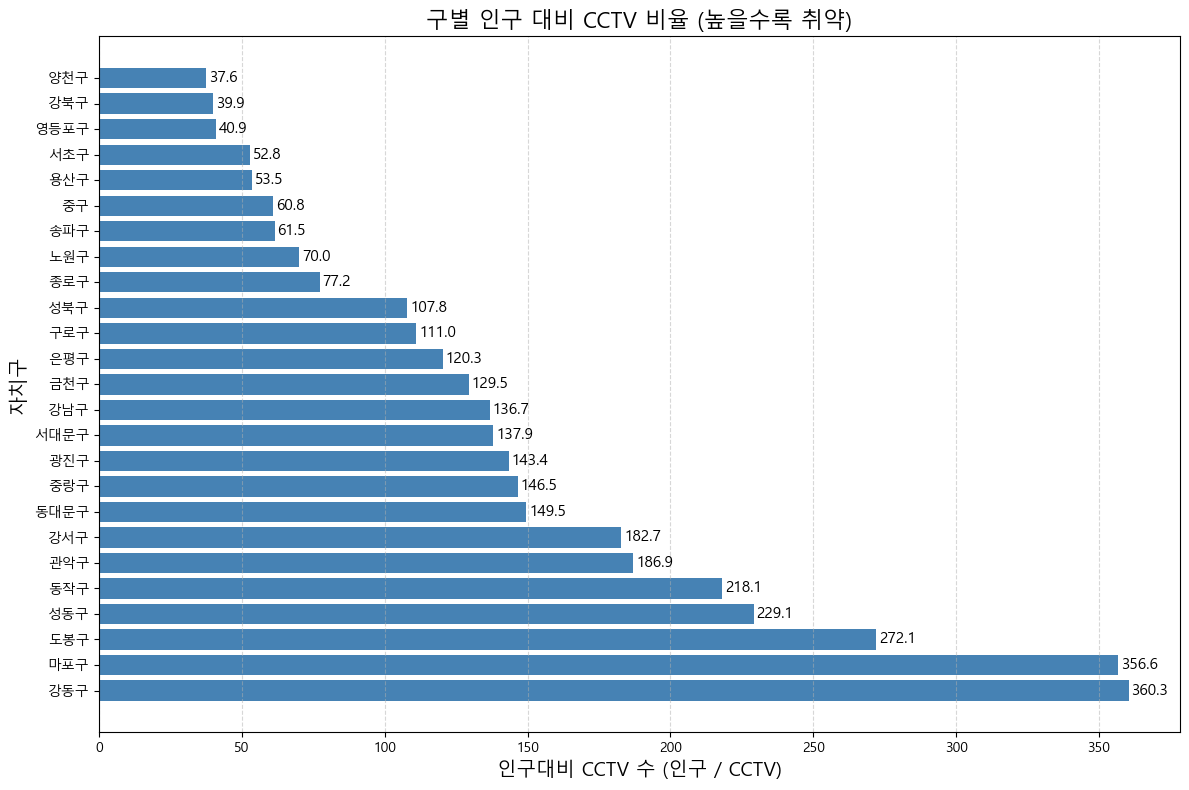 구별 인구 대비 CCTV 비율 (높을수록 취약)
자치구
양천구 37.6
강북구 39.9
영등포구 40.9
서초구 52.8
용산구 53.5
중구 60.8
송파구 61.5
노원구 70.0
종로구 77.2
성북구 107.8
구로구 111.0
은평구 120.3
금천구 129.5
강남구 136.7
서대문구 137.9
광진구 143.4
중랑구 146.5
동대문구 149.5
강서구 182.7
관악구 186.9
동작구 218.1
성동구 229.1
도봉구 272.1
마포구 356.6
강동구 360.3
0 50 100 150 200 250 300 350
인구대비 CCTV 수 (인구 / CCTV)